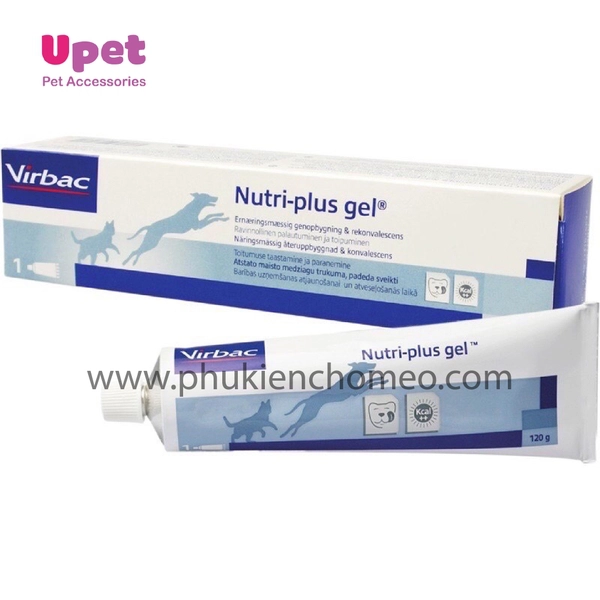 Upet
Pet Accessories
Virbac
Nutri-plus gel®
Ernæringsmæssig genopbygning & rekonvalescens
Ravinnollinen palautuminen ja toipuminen
Näringsmässig återuppbyggnad & konvalescens
Toitumuse taastamine ja paranemine
Atstato maisto medžiagų trukumą, padeda sveikti
Barības uzņemšanas atjaunošanai un atveseļošanās laikā
1
Kcal
++
Virbac
Nutri-plus gel™
www.phukienchomeo.com
Kcal
++
120 g